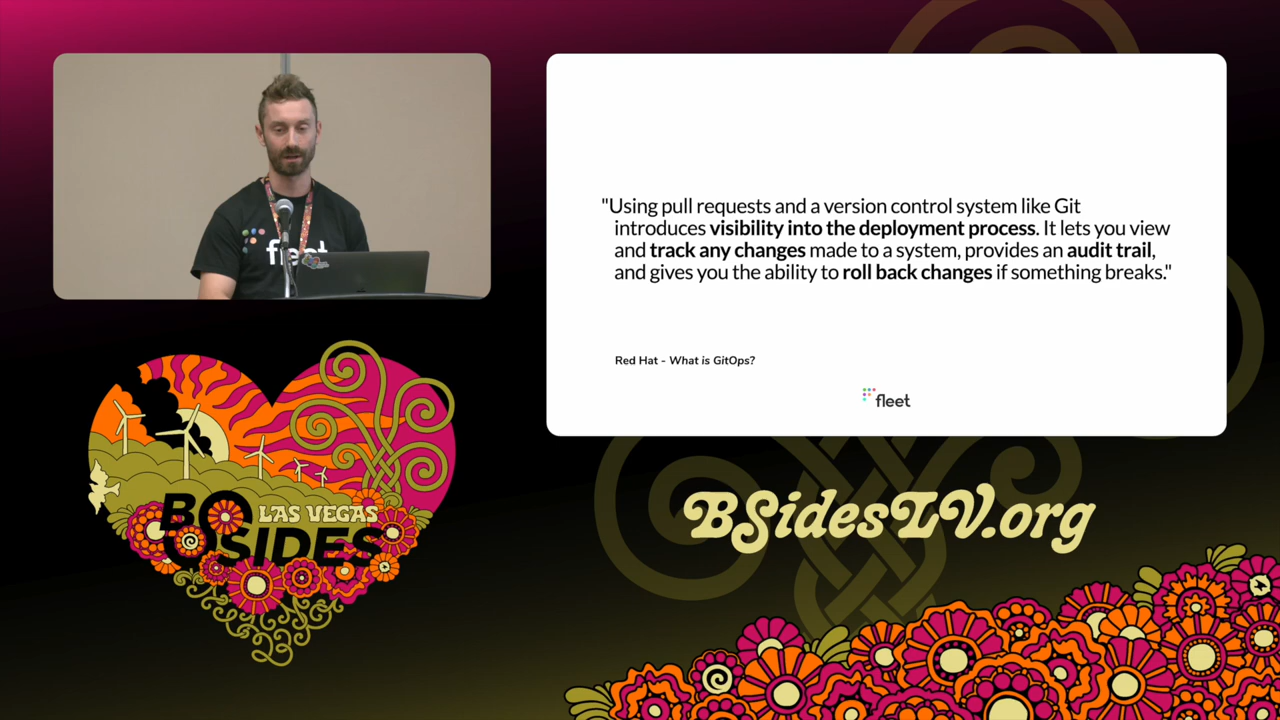 fleet
"Using pull requests and a version control system like Git
introduces visibility into the deployment process. It lets you view
and track any changes made to a system, provides an audit trail,
and gives you the ability to roll back changes if something breaks."
Red Hat - What is GitOps?
fleet
LAS VEGAS
BSIDES
23
BSidesLV.org